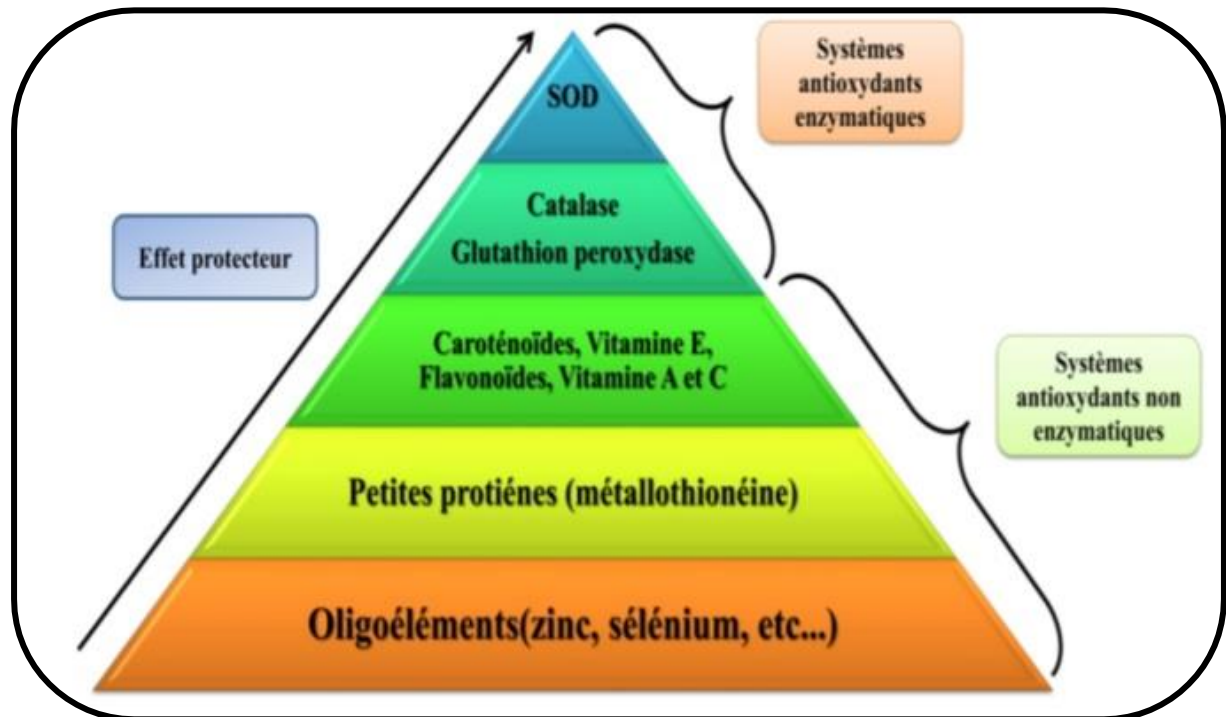 SOD
Systèmes
antioxydants
enzymatiques
Catalase
Glutathion peroxydase
Effet protecteur
Caroténoïdes, Vitamine E,
Flavonoïdes, Vitamine A et C
Systèmes
antioxydants non
enzymatiques
Petites protiénes (métallothionéine)
Oligoéléments(zinc, sélénium, etc...)